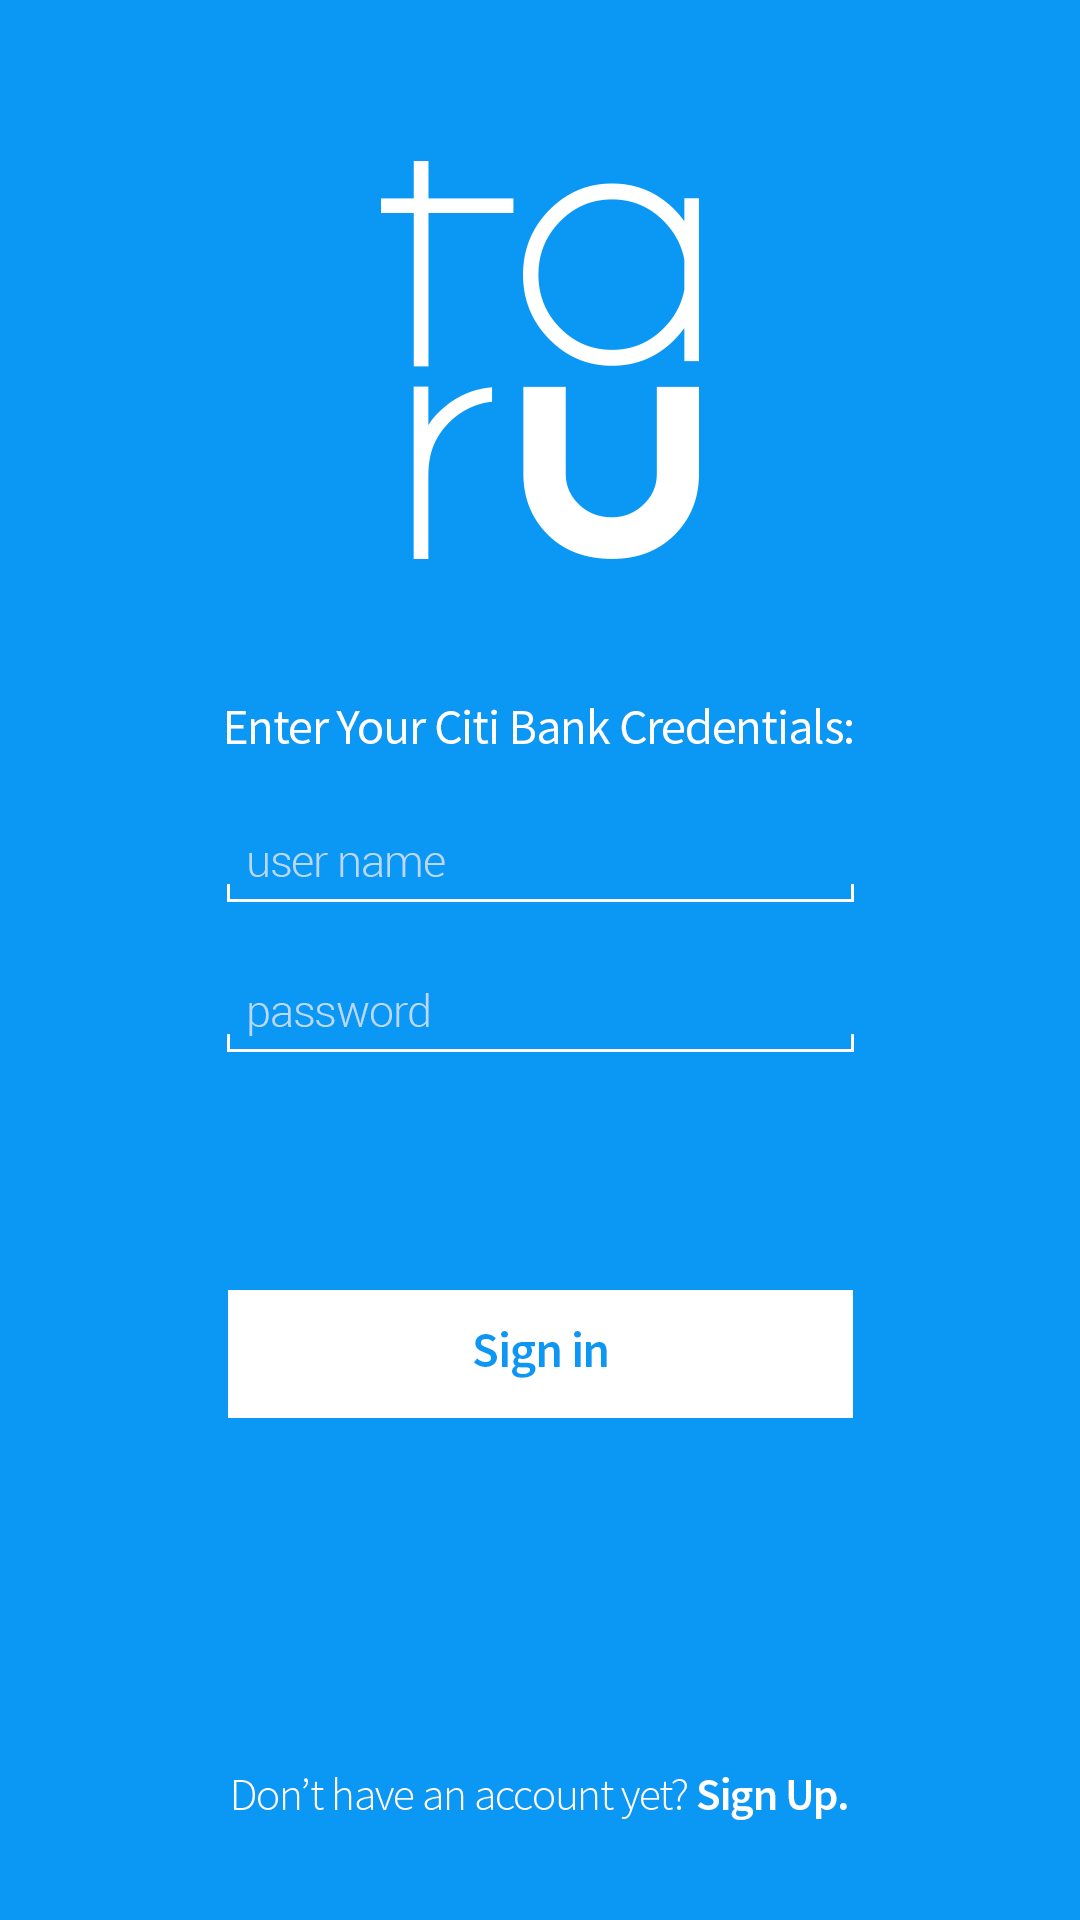 ta
ru
Enter Your Citi Bank Credentials:
user name
password
Sign in
Don’t have an account yet? Sign Up.